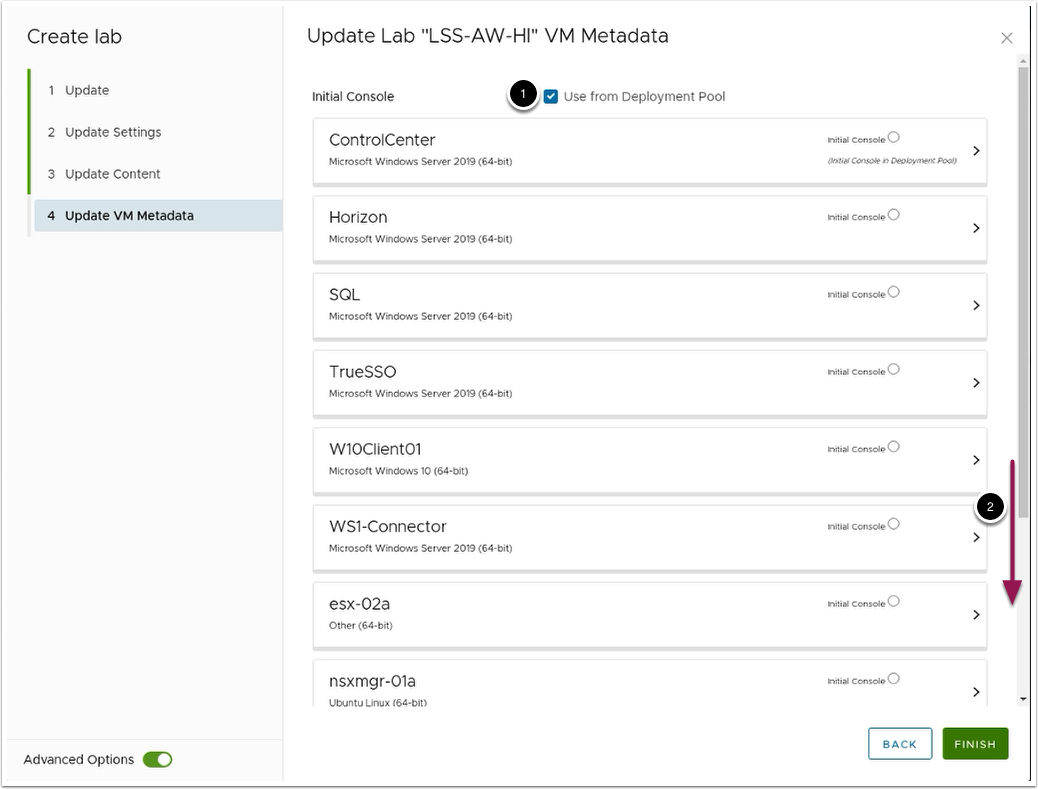 Create lab
1 Update
2 Update Settings
3 Update Content
4 Update VM Metadata
Advanced Options
Update Lab "LSS-AW-HI" VM Metadata
Initial Console
1
Use from Deployment Pool
ControlCenter
Microsoft Windows Server 2019 (64-bit)
Initial Console
(Initial Console in Deployment Pool)
Horizon
Microsoft Windows Server 2019 (64-bit)
Initial Console
SQL
Microsoft Windows Server 2019 (64-bit)
Initial Console
TrueSSO
Microsoft Windows Server 2019 (64-bit)
Initial Console
W10Client01
Microsoft Windows 10 (64-bit)
Initial Console
WS1-Connector
Microsoft Windows Server 2019 (64-bit)
Initial Console
2
esx-02a
Other (64-bit)
Initial Console
nsxmgr-01a
Ubuntu Linux (64-bit)
Initial Console
BACK
FINISH